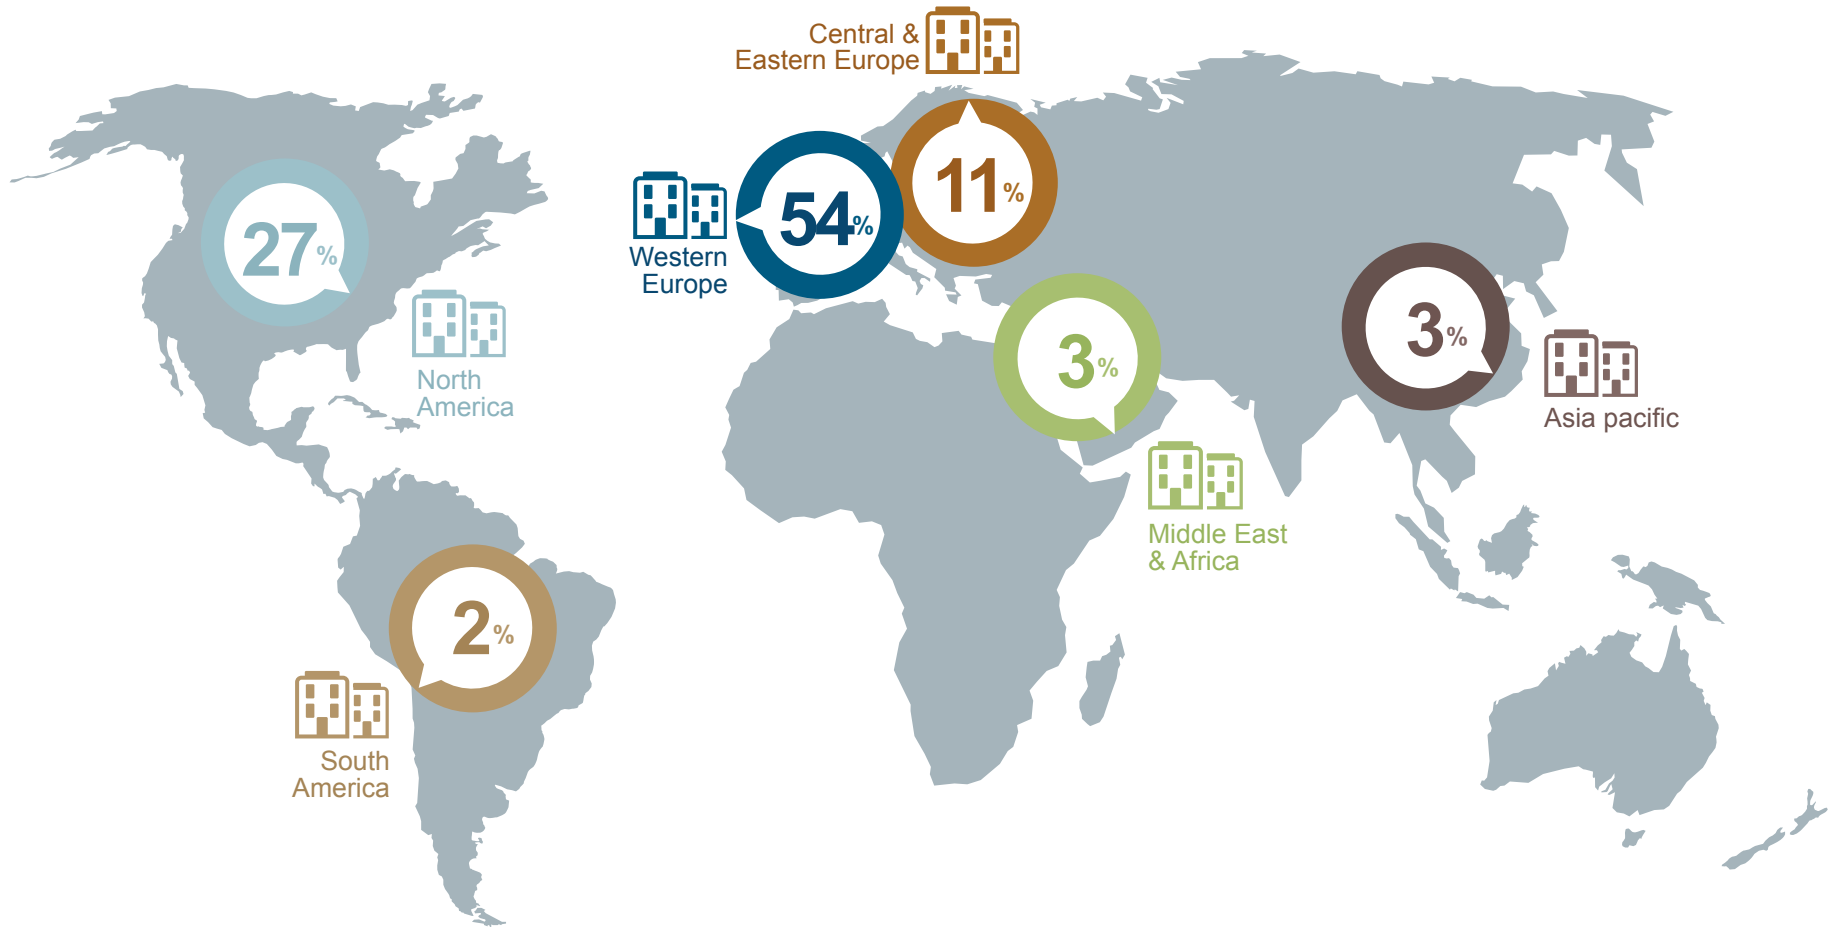 Central &
Eastern Europe
11%
54%
Western
Europe
27%
North
America
3%
Middle East
& Africa
3%
Asia pacific
2%
South
America